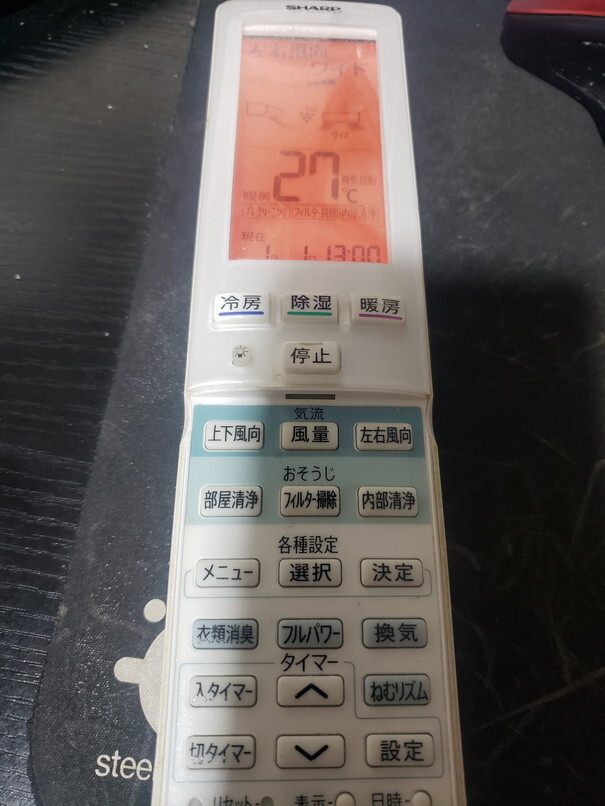 SHARP
左右風向
ワイド
ワイド
暖房 27℃
現在
13:00
冷房 除湿 暖房
停止
気流
上下風向 風量 左右風向
おそうじ
部屋清浄 フィルター掃除 内部清浄
各種設定
メニュー 選択 決定
衣類消臭 フルパワー 換気
タイマー
入タイマー ねむリズム
切タイマー 設定
リセット 表示 日時
stee